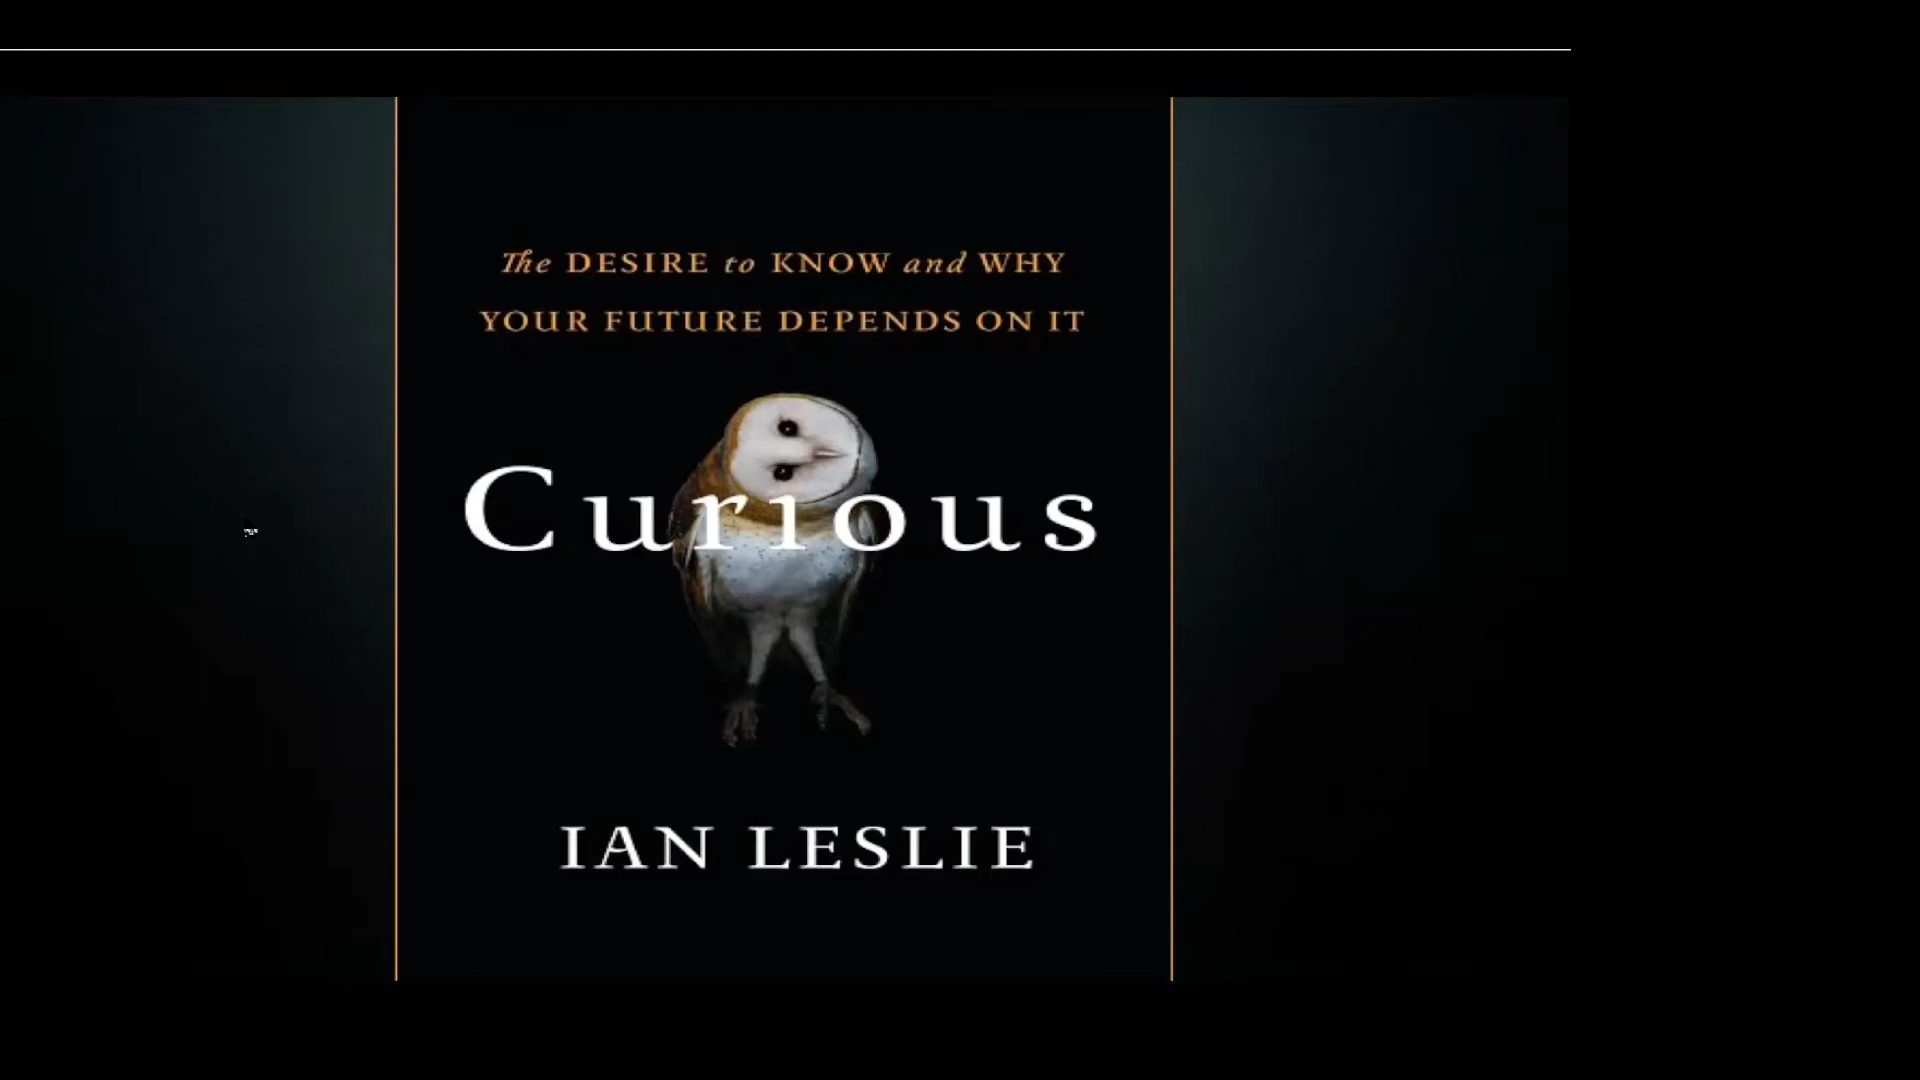 The DESIRE to KNOW and WHY
YOUR FUTURE DEPENDS ON IT
Curious
IAN LESLIE